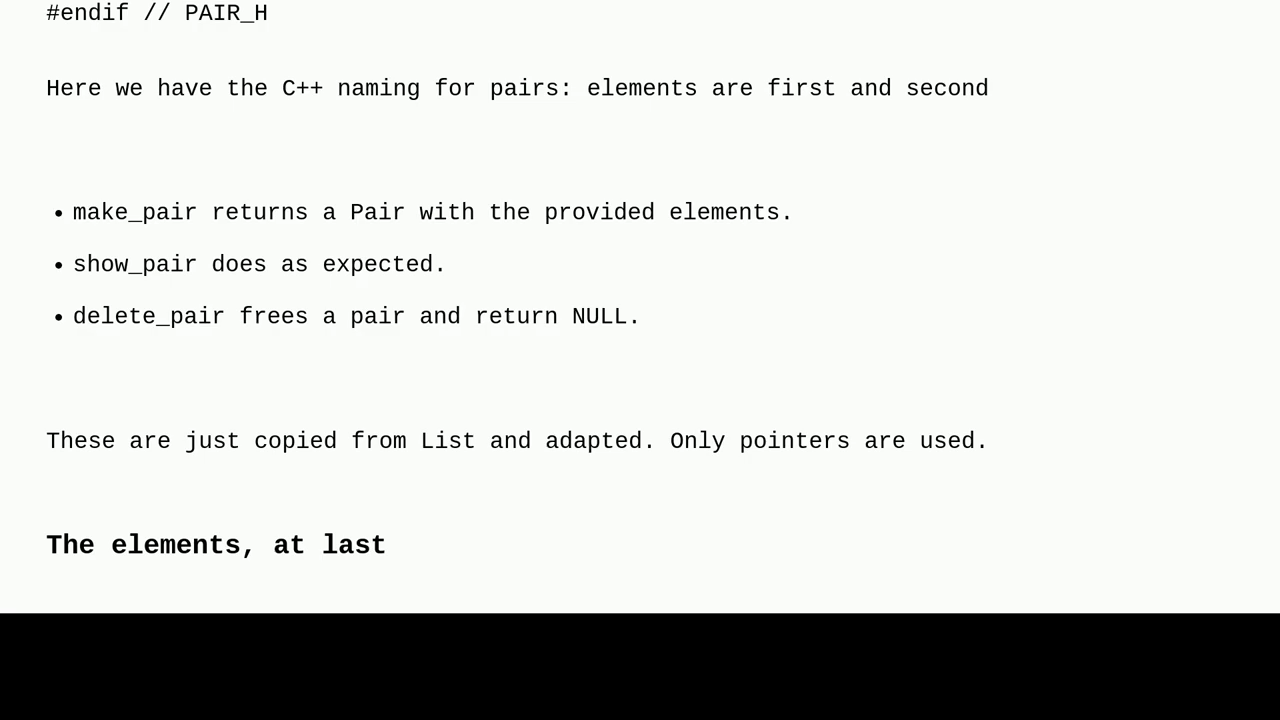 #endif // PAIR_H
Here we have the C++ naming for pairs: elements are first and second
• make_pair returns a Pair with the provided elements.
• show_pair does as expected.
• delete_pair frees a pair and return NULL.
These are just copied from List and adapted. Only pointers are used.
The elements, at last